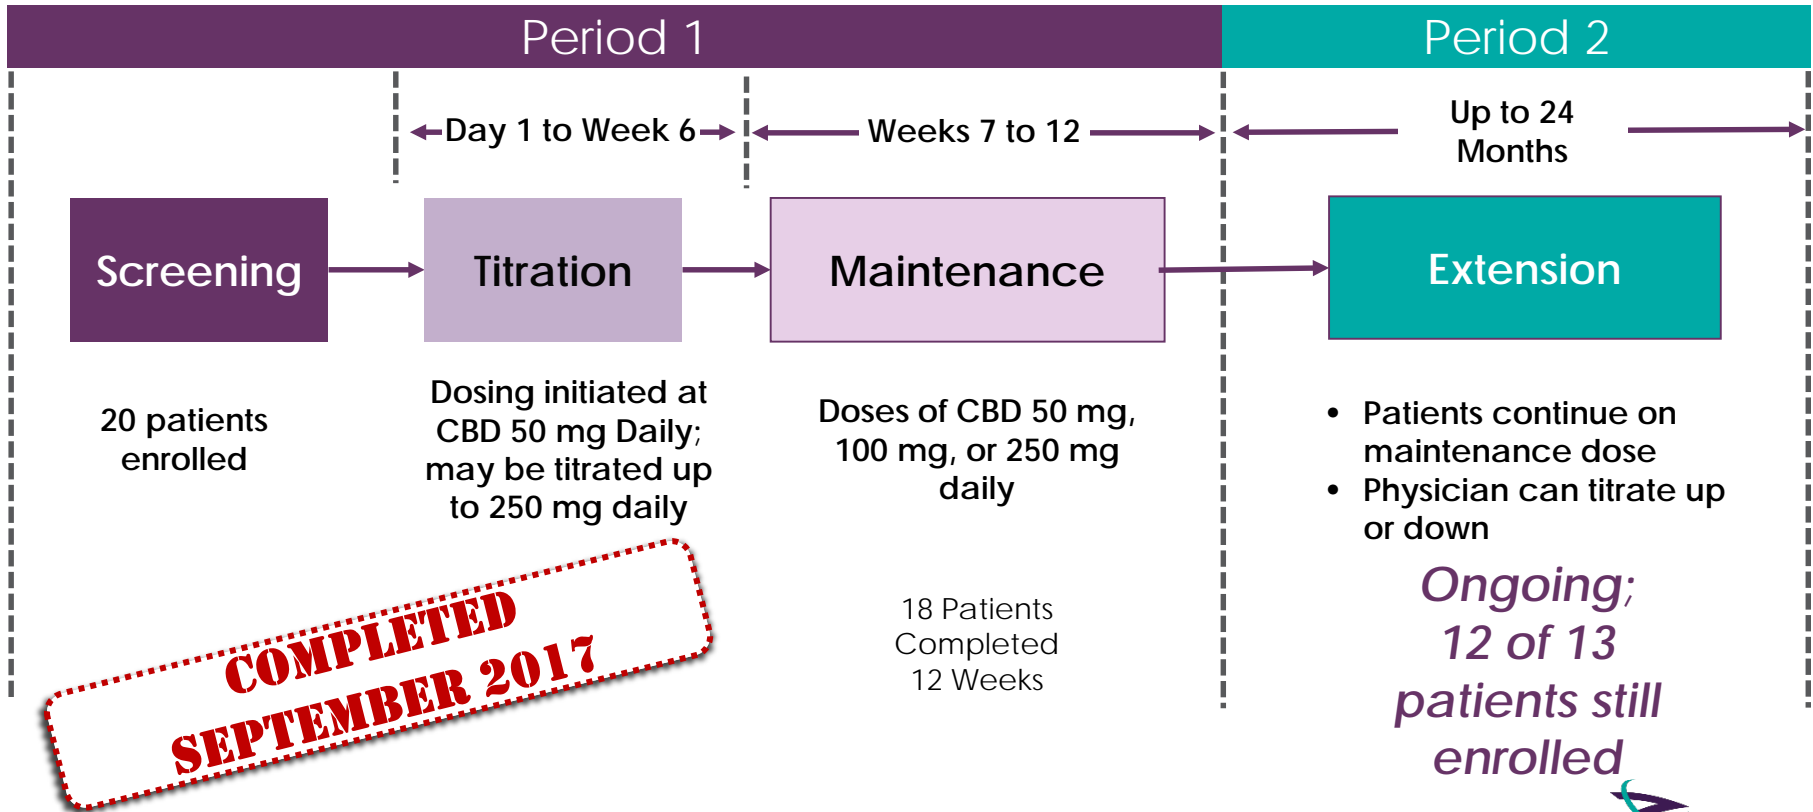 Period 1
Period 2
Day 1 to Week 6
Weeks 7 to 12
Up to 24
Months
Screening
Titration
Maintenance
Extension
20 patients
enrolled
Dosing initiated at
CBD 50 mg Daily;
may be titrated up
to 250 mg daily
Doses of CBD 50 mg,
100 mg, or 250 mg
daily
• Patients continue on
maintenance dose
• Physician can titrate up
or down
COMPLETED
SEPTEMBER 2017
18 Patients
Completed
12 Weeks
Ongoing;
12 of 13
patients still
enrolled